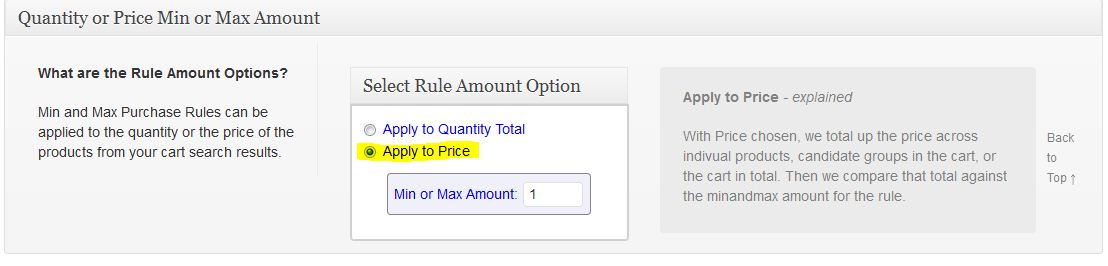 Quantity or Price Min or Max Amount
What are the Rule Amount Options?
Min and Max Purchase Rules can be
applied to the quantity or the price of the
products from your cart search results.
Select Rule Amount Option
Apply to Quantity Total
Apply to Price
Min or Max Amount: 1
Apply to Price - explained
With Price chosen, we total up the price across
indivual products, candidate groups in the cart, or
the cart in total. Then we compare that total against
the minandmax amount for the rule.
Back
to
Top ↑